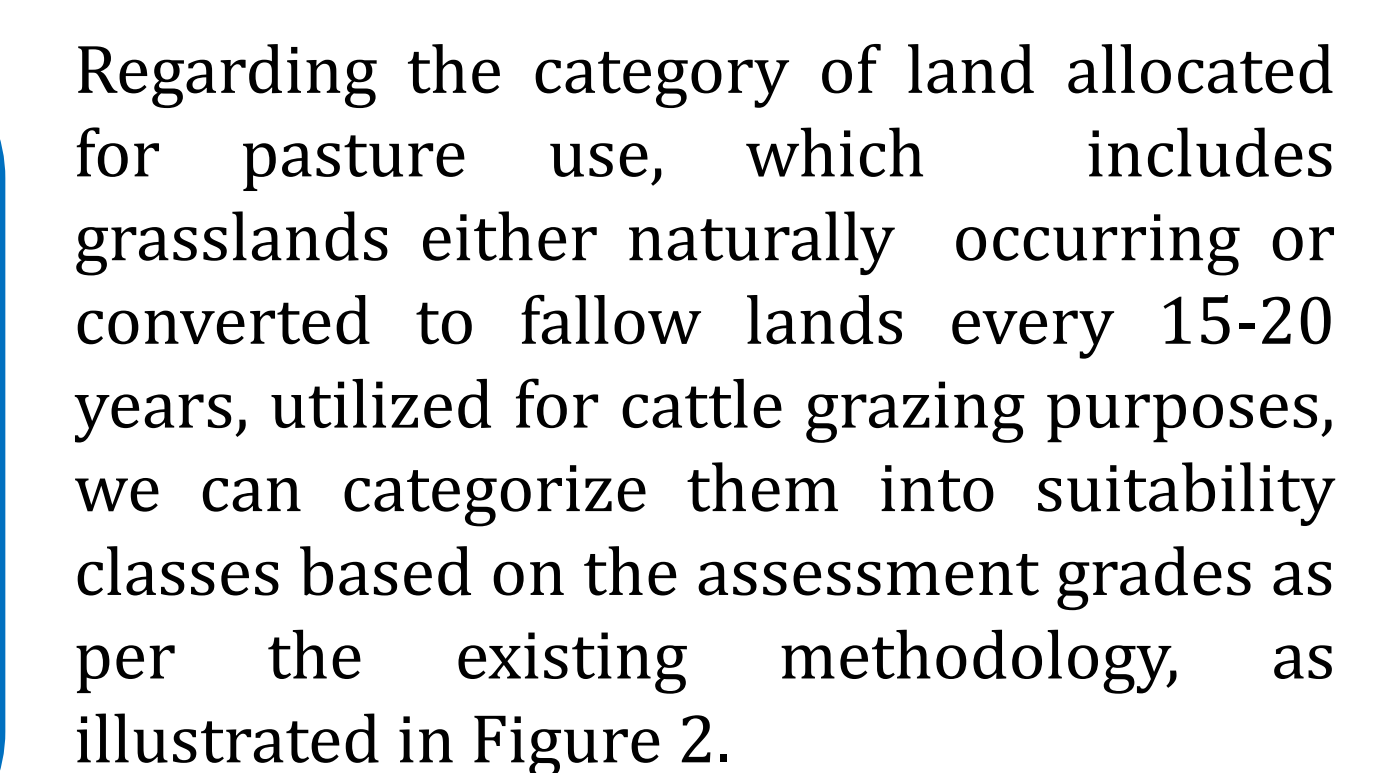 Regarding the category of land allocated
for pasture use, which includes
grasslands either naturally occurring or
converted to fallow lands every 15-20
years, utilized for cattle grazing purposes,
we can categorize them into suitability
classes based on the assessment grades as
per the existing methodology, as
illustrated in Figure 2.